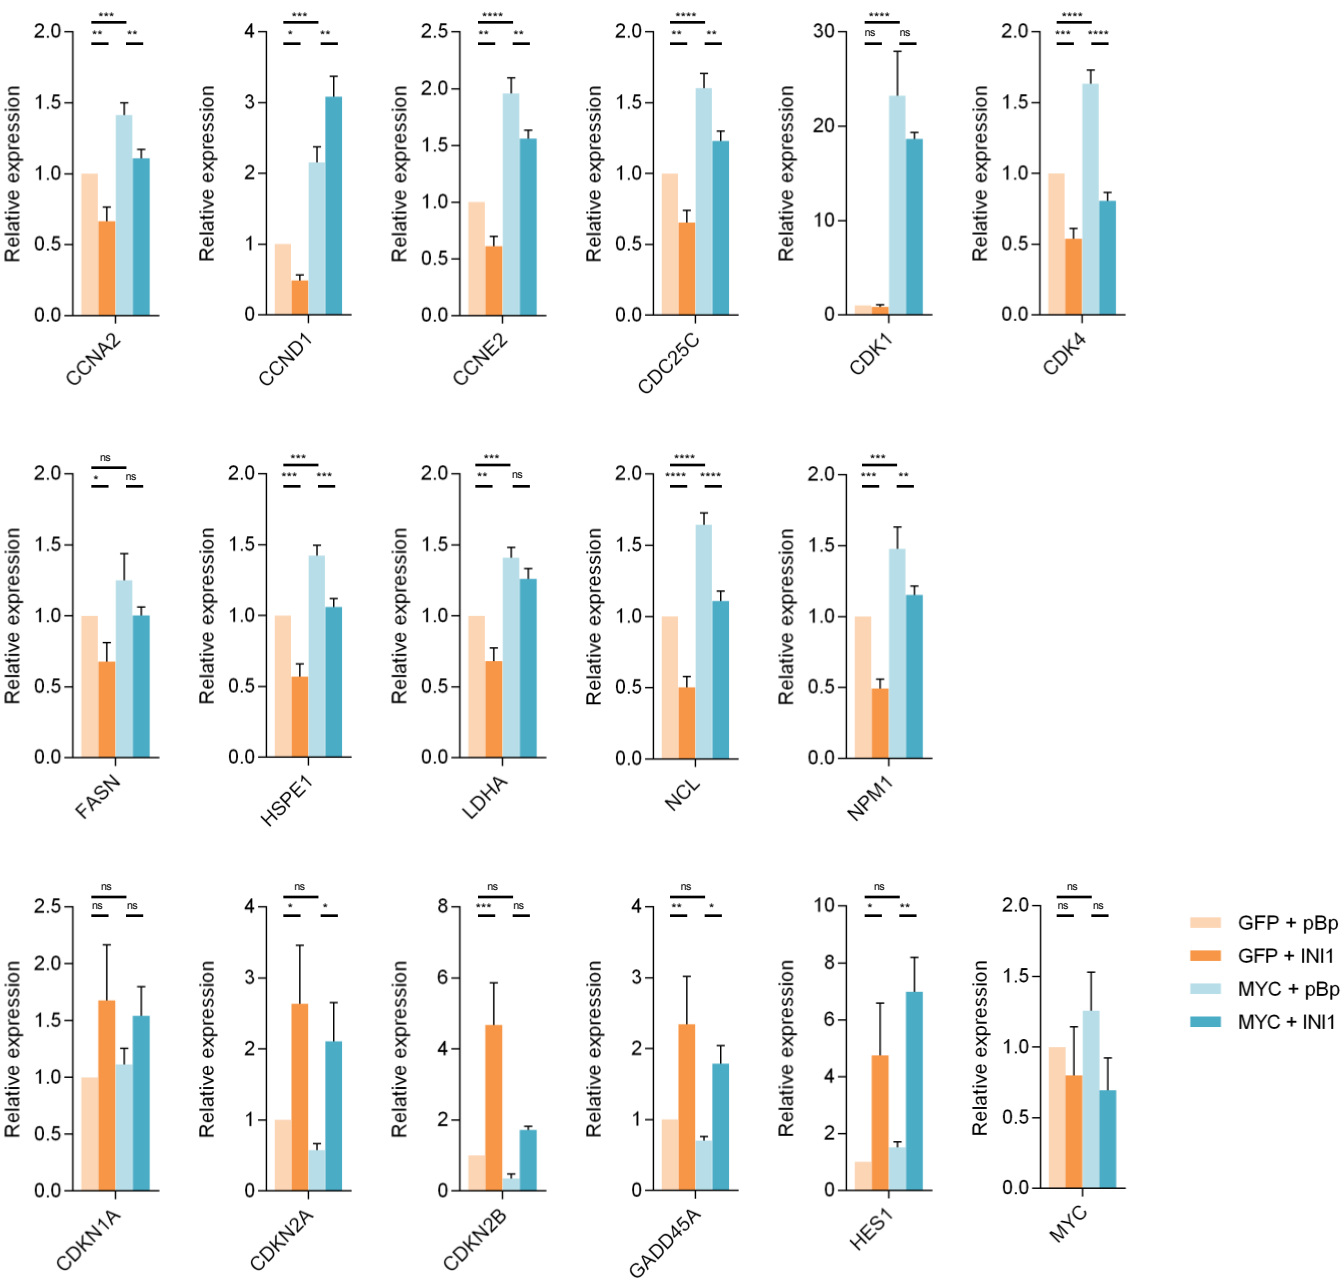 *** *** **** **** **** ****
** ** * ** ** ** ** ** ns ns *** ****
2.0 4 2.5 2.0 30 2.0
1.5 3 2.0 1.5 20 1.5
1.0 2 1.5 1.0 10 1.0
0.5 1 1.0 0.5 0 0.5
0.0 0 0.5 0.0 0.0
0.0
Relative expression Relative expression Relative expression Relative expression Relative expression Relative expression
CCNA2 CCND1 CCNE2 CDC25C CDK1 CDK4
ns *** *** **** ***
* ns *** *** ** ns **** **** *** **
2.0 2.0 2.0 2.0 2.0
1.5 1.5 1.5 1.5 1.5
1.0 1.0 1.0 1.0 1.0
0.5 0.5 0.5 0.5 0.5
0.0 0.0 0.0 0.0 0.0
Relative expression Relative expression Relative expression Relative expression Relative expression
FASN HSPE1 LDHA NCL NPM1
ns ns ns ns ns ns
ns ns * * *** ns ** * * ** ns ns
2.5 4 8 4 10 2.0
2.0 3 6 3 8 1.5
1.5 2 4 2 6 1.0
1.0 1 2 1 4 0.5
0.5 0 0 0 2 0.0
0.0 0
Relative expression Relative expression Relative expression Relative expression Relative expression Relative expression
CDKN1A CDKN2A CDKN2B GADD45A HES1 MYC
GFP + pBp
GFP + INI1
MYC + pBp
MYC + INI1